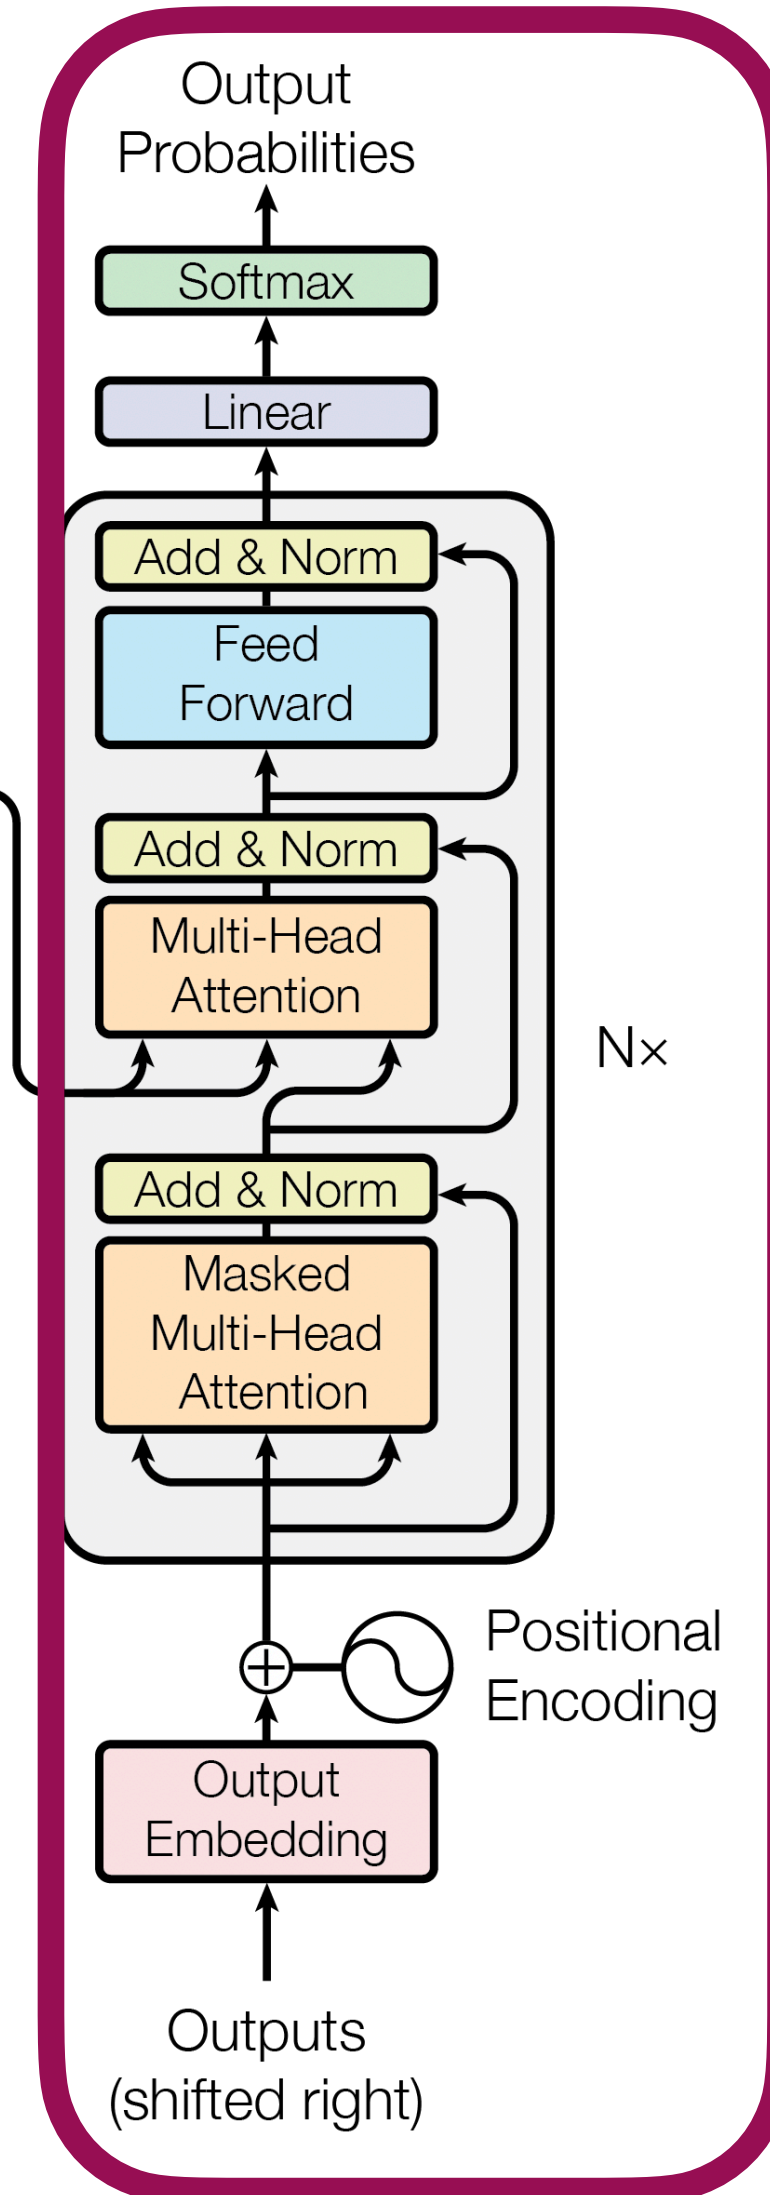 Output
Probabilities
Softmax
Linear
Add & Norm
Feed
Forward
Add & Norm
Multi-Head
Attention
N×
Add & Norm
Masked
Multi-Head
Attention
Positional
Encoding
Output
Embedding
Outputs
(shifted right)